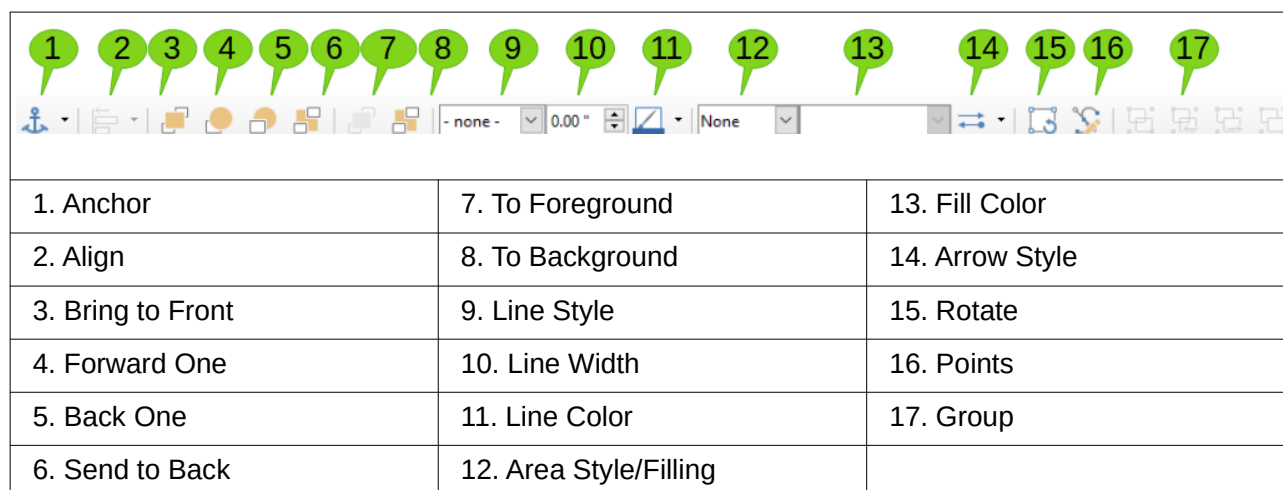 1 2 3 4 5 6 7 8 9 10 11 12 13 14 15 16 17
- none - 0.00 " None
1. Anchor 7. To Foreground 13. Fill Color
2. Align 8. To Background 14. Arrow Style
3. Bring to Front 9. Line Style 15. Rotate
4. Forward One 10. Line Width 16. Points
5. Back One 11. Line Color 17. Group
6. Send to Back 12. Area Style/Filling